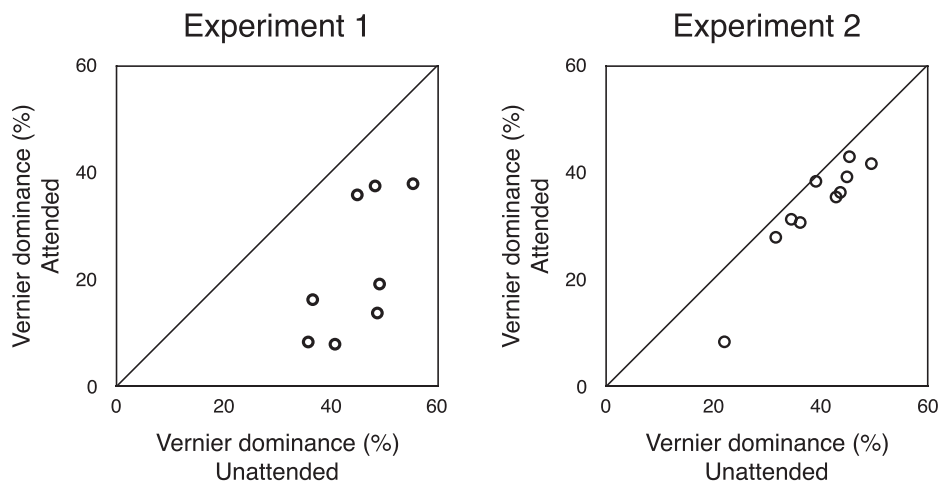 Experiment 1
60
40
20
0
0
20
40
60
Vernier dominance (%)
Attended
Vernier dominance (%)
Unattended
Experiment 2
60
40
20
0
0
20
40
60
Vernier dominance (%)
Attended
Vernier dominance (%)
Unattended